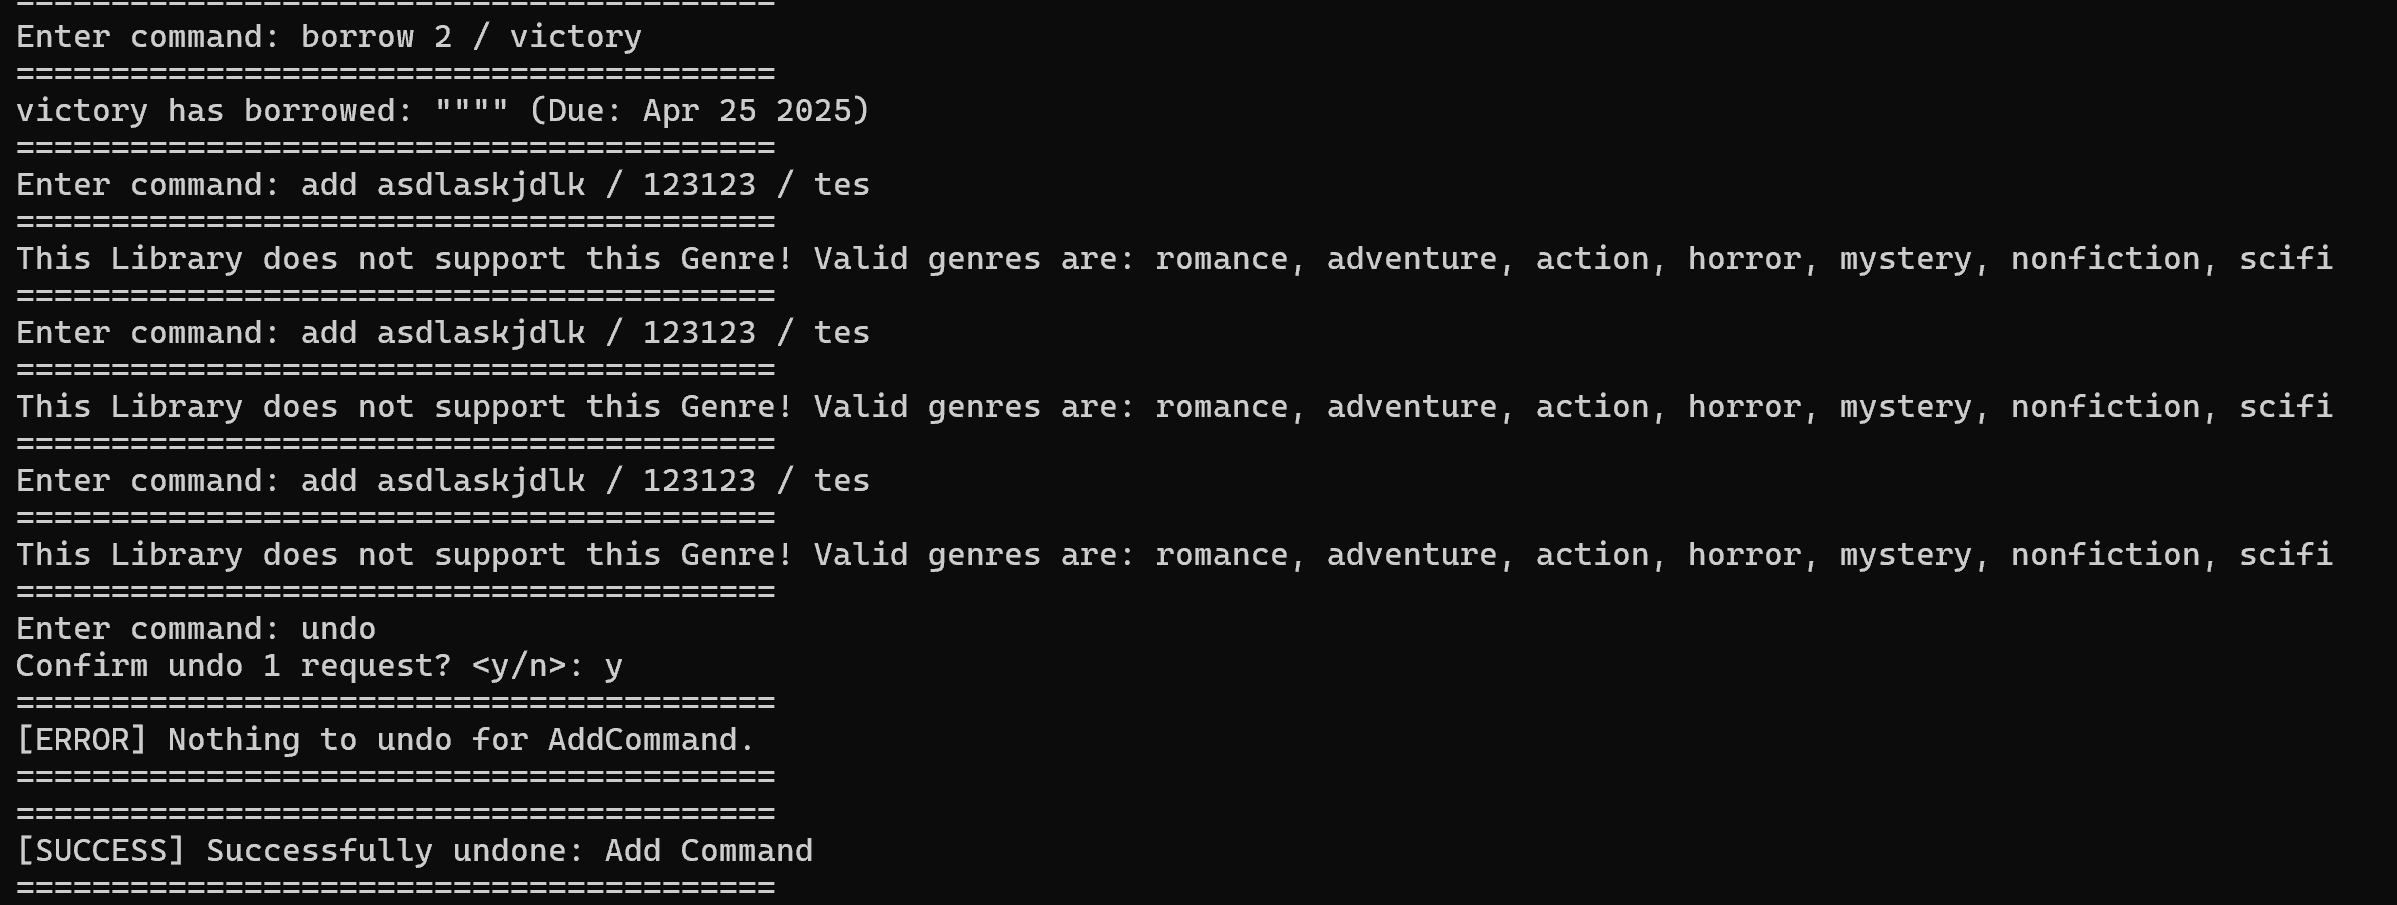 ========================================
Enter command: borrow 2 / victory
========================================
victory has borrowed: """" (Due: Apr 25 2025)
========================================
Enter command: add asdlaskjdlk / 123123 / tes
========================================
This Library does not support this Genre! Valid genres are: romance, adventure, action, horror, mystery, nonfiction, scifi
========================================
Enter command: add asdlaskjdlk / 123123 / tes
========================================
This Library does not support this Genre! Valid genres are: romance, adventure, action, horror, mystery, nonfiction, scifi
========================================
Enter command: add asdlaskjdlk / 123123 / tes
========================================
This Library does not support this Genre! Valid genres are: romance, adventure, action, horror, mystery, nonfiction, scifi
========================================
Enter command: undo
Confirm undo 1 request? <y/n>: y
========================================
[ERROR] Nothing to undo for AddCommand.
========================================
========================================
[SUCCESS] Successfully undone: Add Command
========================================